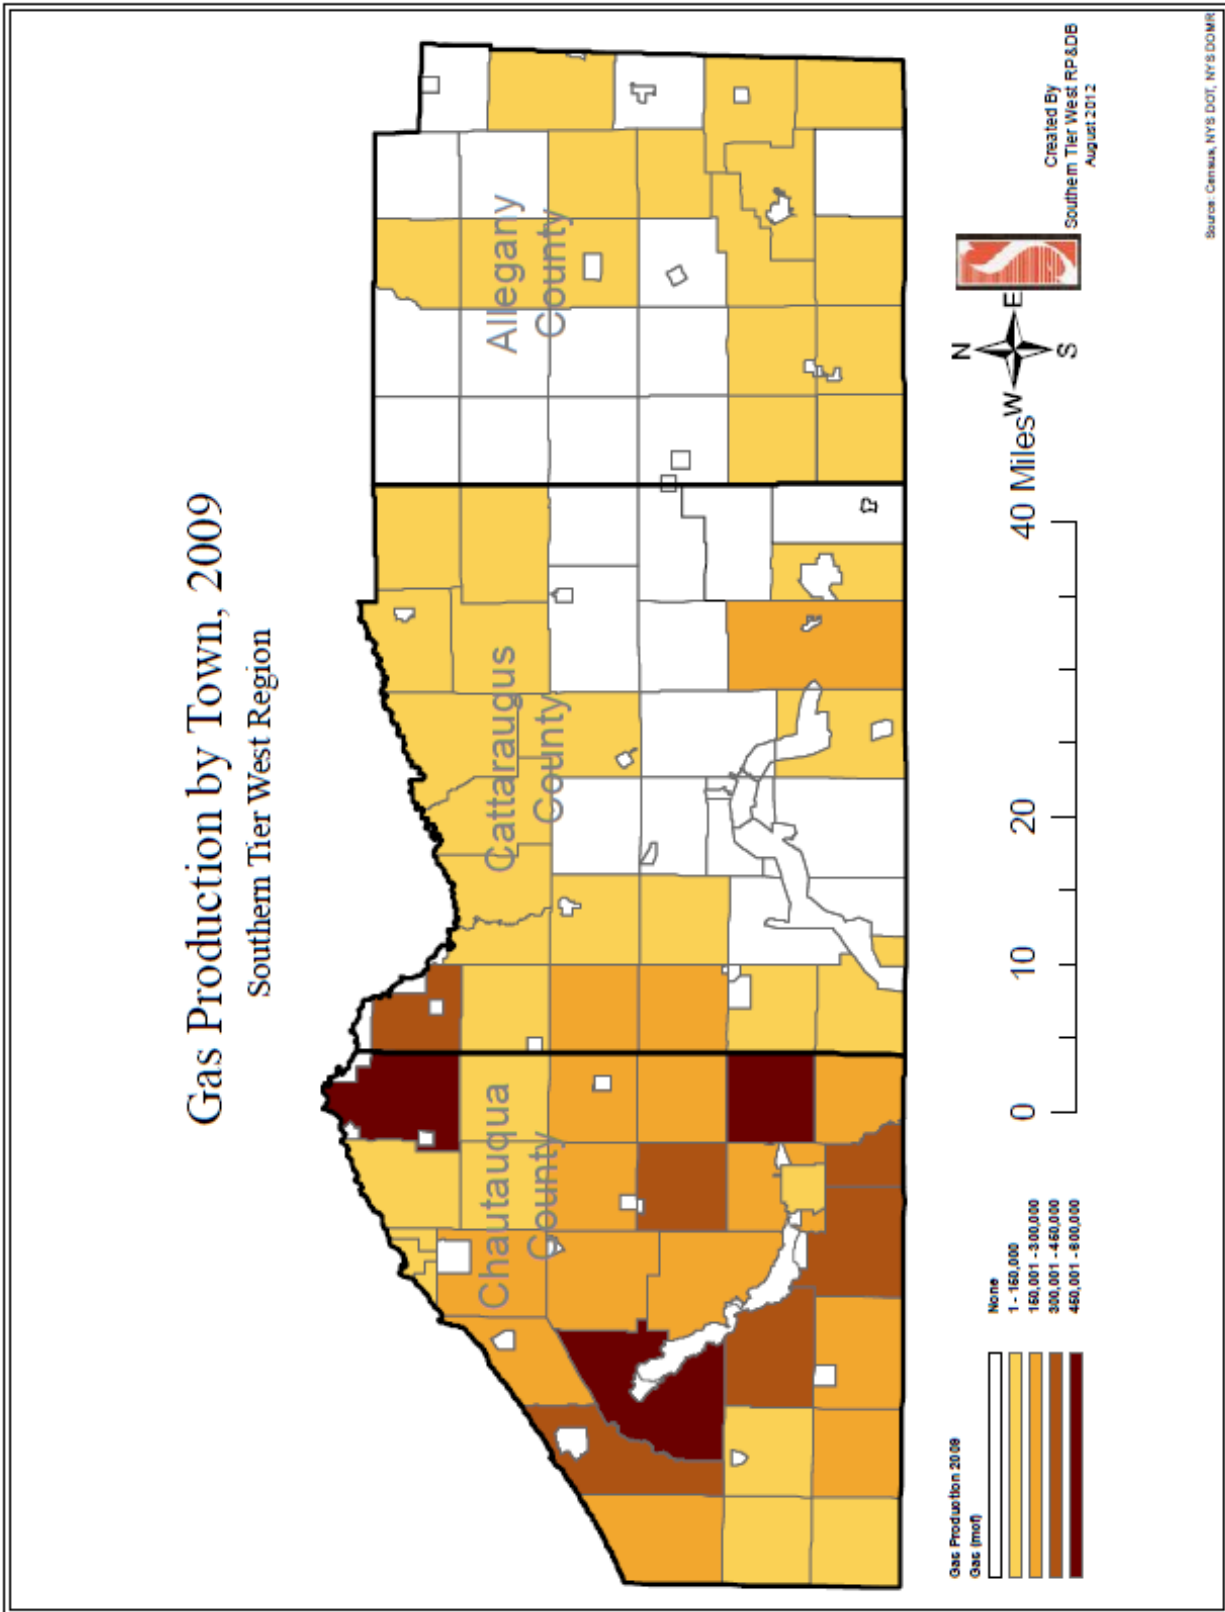 Gas Production by Town, 2009
Southern Tier West Region
Chautauqua
County
Cattaraugus
County
Allegany
County
Gas Production 2009
Gas (mcf)
None
1 - 150,000
150,001 - 300,000
300,001 - 450,000
450,001 - 600,000
0
10
20
40 Miles
N
W
E
S
Created By
Southern Tier West RP&DB
August 2012
Source: Census, NYS DOT, NYS DOMR